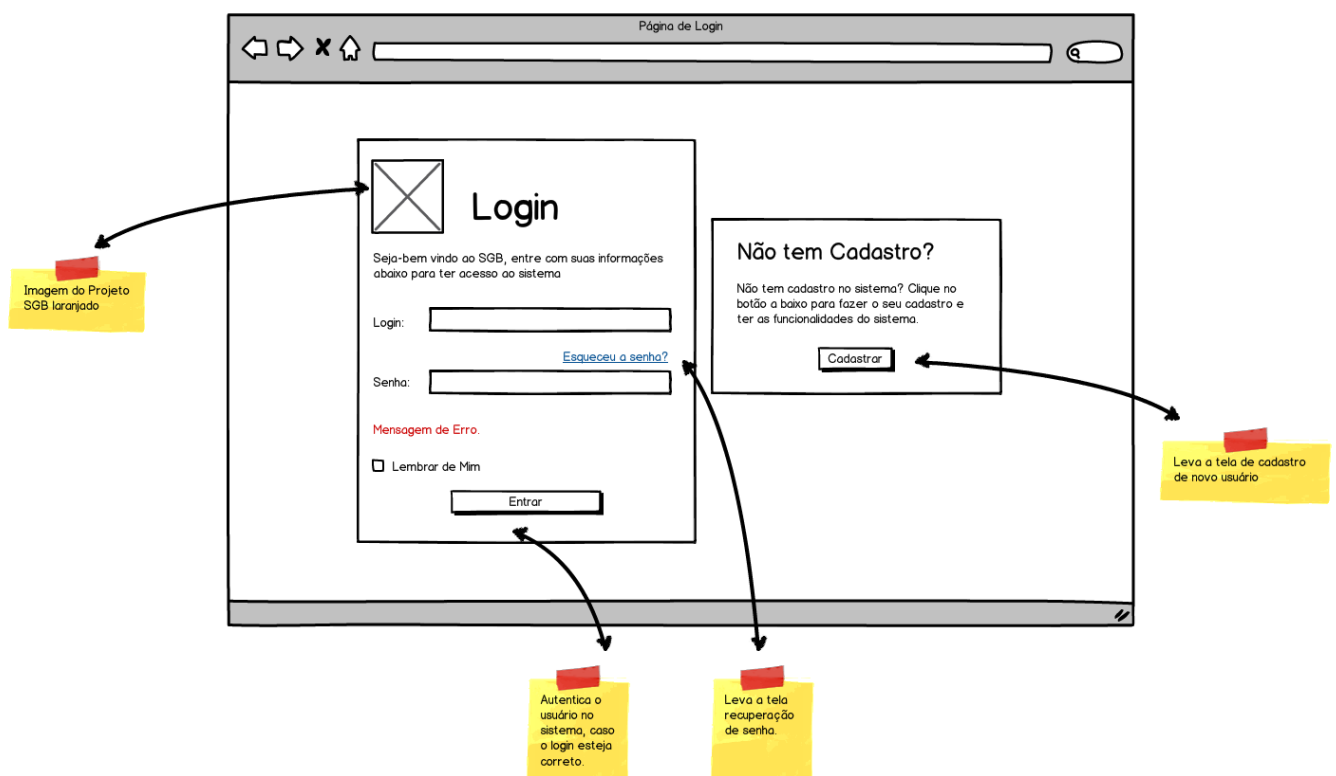 Página de Login
Login
Seja-bem vindo ao SGB, entre com suas informações
abaixo para ter acesso ao sistema
Login:
Esqueceu a senha?
Senha:
Mensagem de Erro.
Lembrar de Mim
Entrar
Não tem Cadastro?
Não tem cadastro no sistema? Clique no
botão a baixo para fazer o seu cadastro e
ter as funcionalidades do sistema.
Cadastrar
Imagem do Projeto
SGB laranjado
Leva a tela de cadastro
de novo usuário
Autentica o
usuário no
sistema, caso
o login esteja
correto.
Leva a tela
recuperação
de senha.